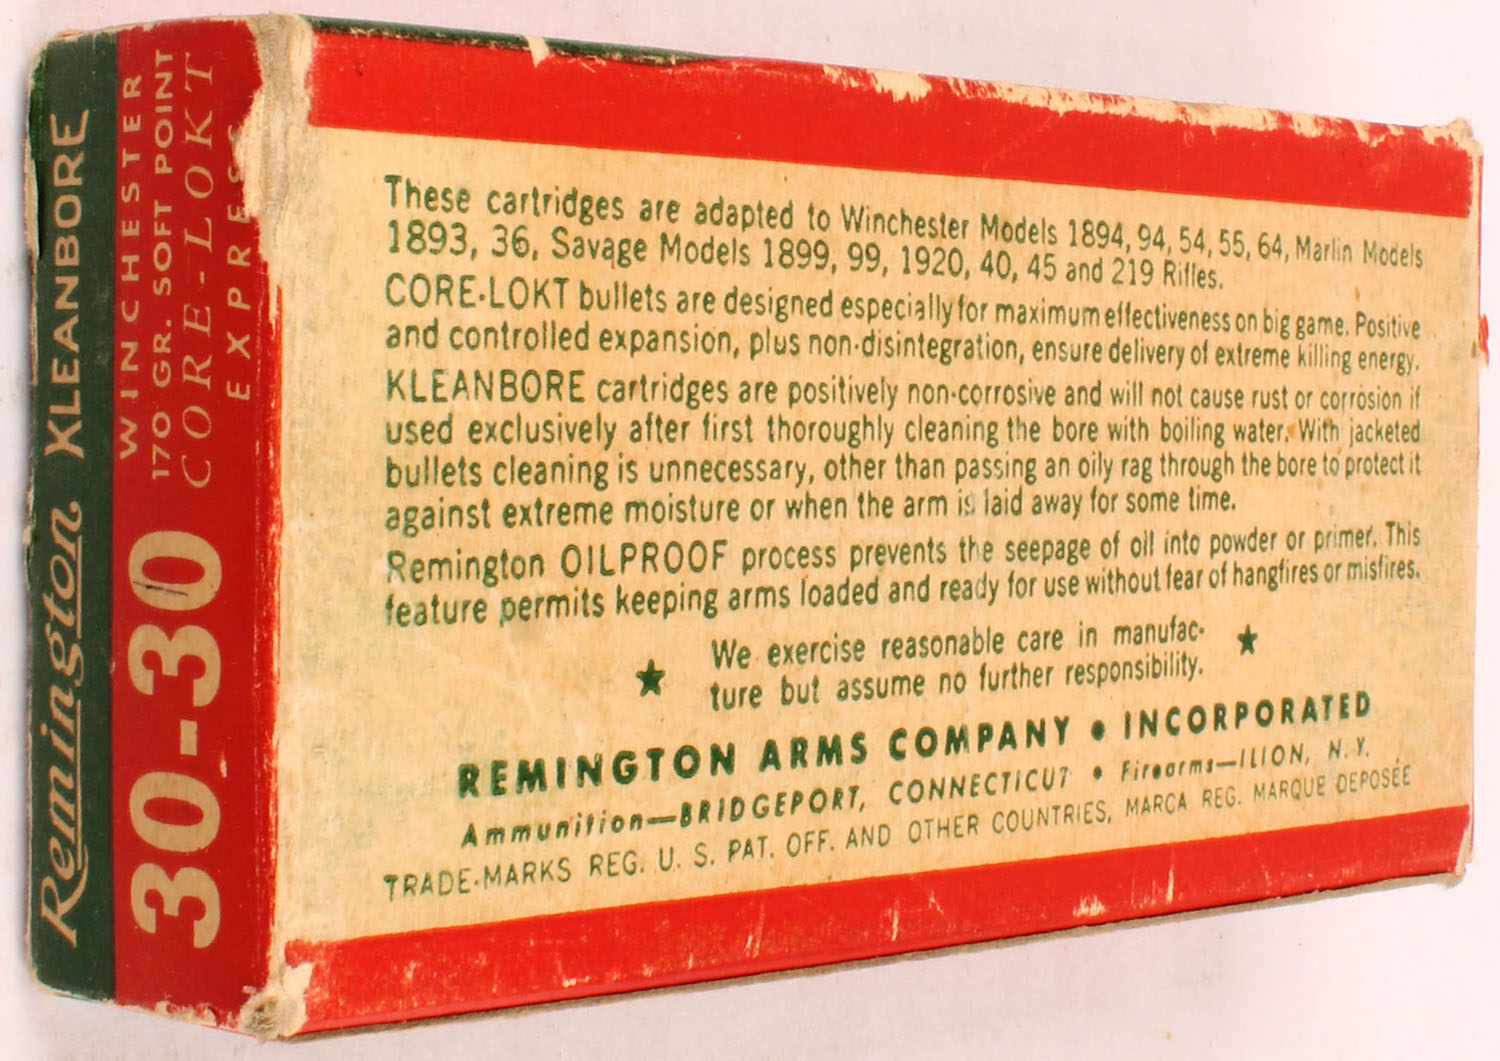 Remington KLEANBORE
30-30 WINCHESTER
170 GR. SOFT POINT
CORE-LOKT
EXPRESS
These cartridges are adapted to Winchester Models 1894, 94, 54, 55, 64, Marlin Models
1893, 36, Savage Models 1899, 99, 1920, 40, 45 and 219 Rifles.
CORE-LOKT bullets are designed especially for maximum effectiveness on big game. Positive
and controlled expansion, plus non-disintegration, ensure delivery of extreme killing energy.
KLEANBORE cartridges are positively non-corrosive and will not cause rust or corrosion if
used exclusively after first thoroughly cleaning the bore with boiling water. With jacketed
bullets cleaning is unnecessary, other than passing an oily rag through the bore to protect it
against extreme moisture or when the arm is laid away for some time.
Remington OILPROOF process prevents the seepage of oil into powder or primer. This
feature permits keeping arms loaded and ready for use without fear of hangfires or misfires.
★ We exercise reasonable care in manufac- ★
ture but assume no further responsibility.
REMINGTON ARMS COMPANY • INCORPORATED
Ammunition—BRIDGEPORT, CONNECTICUT • Firearms—ILION, N. Y.
TRADE-MARKS REG. U. S. PAT. OFF. AND OTHER COUNTRIES, MARCA REG. MARQUE DEPOSÉE